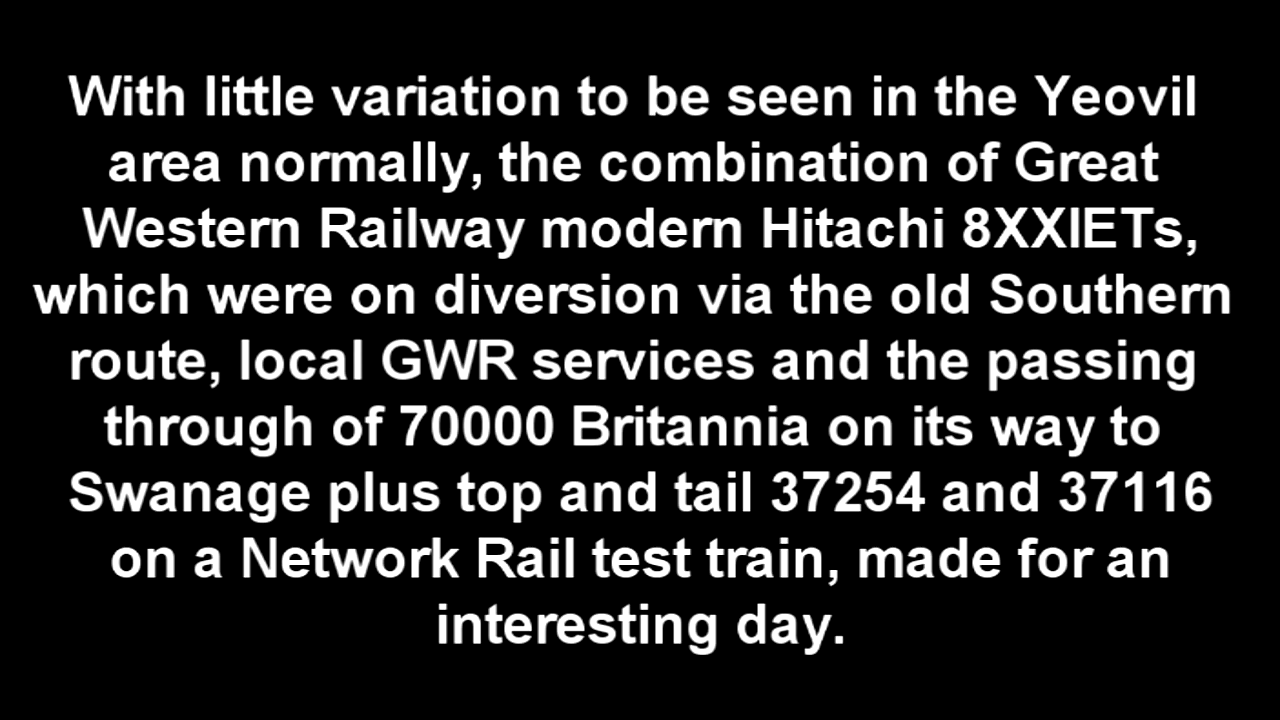 With little variation to be seen in the Yeovil
area normally, the combination of Great
Western Railway modern Hitachi 8XXIETs,
which were on diversion via the old Southern
route, local GWR services and the passing
through of 70000 Britannia on its way to
Swanage plus top and tail 37254 and 37116
on a Network Rail test train, made for an
interesting day.